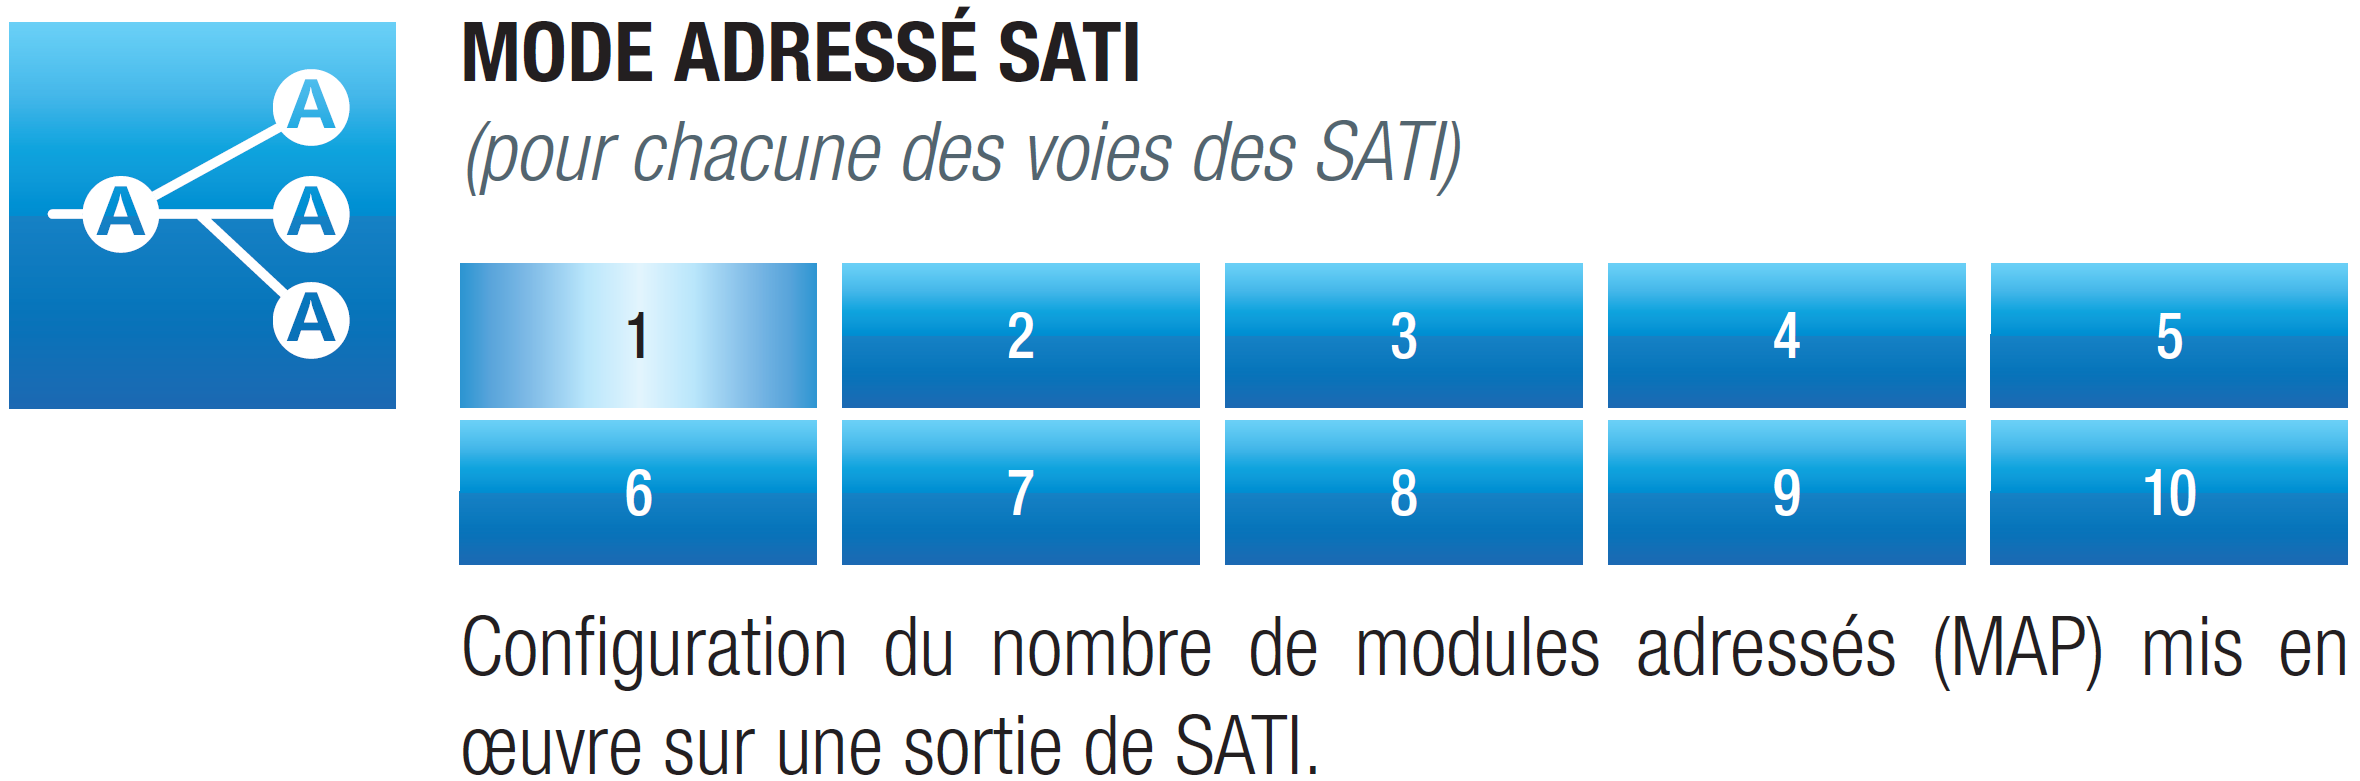 MODE ADRESSÉ SATI
(pour chacune des voies des SATI)
A
A
A
A
1 2 3 4 5
6 7 8 9 10
Configuration du nombre de modules adressés (MAP) mis en
œuvre sur une sortie de SATI.